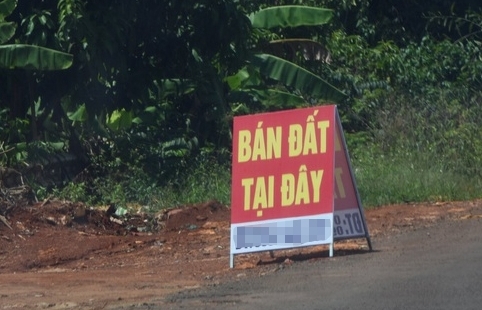 BÁN ĐẤT
TẠI ĐÂY